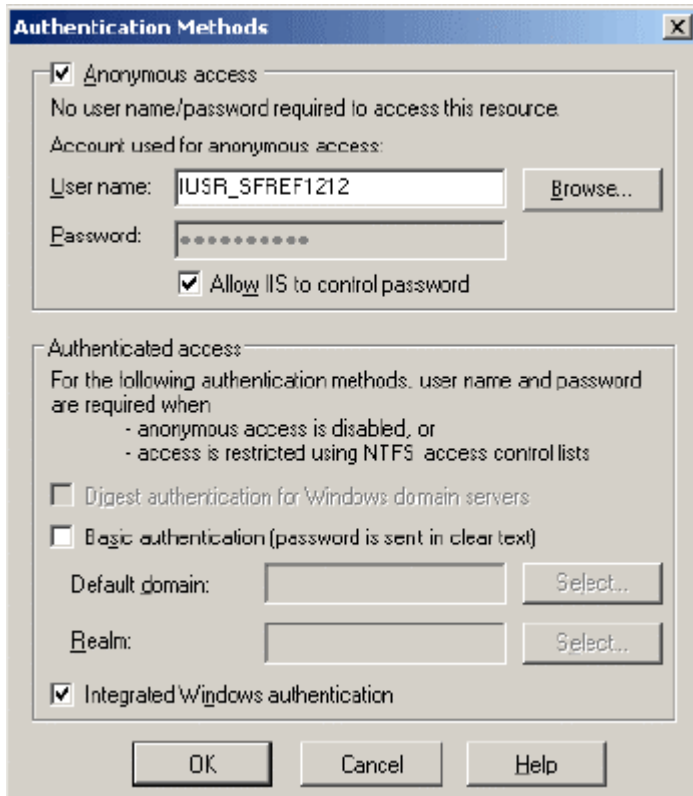 Authentication Methods
Anonymous access
No user name/password required to access this resource.
Account used for anonymous access:
User name: IUSR_SFREF1212 Browse...
Password: ●●●●●●●●●●
Allow IIS to control password
Authenticated access
For the following authentication methods, user name and password
are required when
- anonymous access is disabled, or
- access is restricted using NTFS access control lists
Digest authentication for Windows domain servers
Basic authentication (password is sent in clear text)
Default domain: Select...
Realm: Select...
Integrated Windows authentication
OK Cancel Help